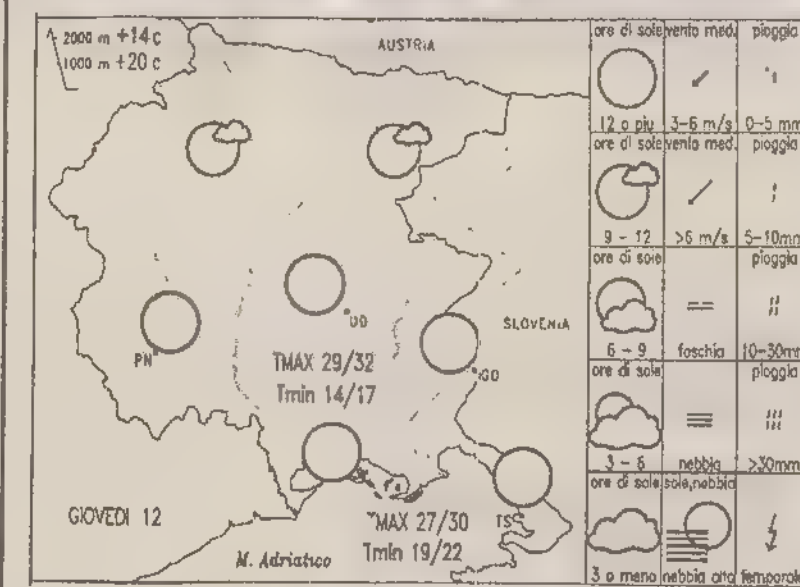 2000 m +14 c
1000 m +20 c
AUSTRIA
SLOVENIA
PN
UD
GO
TMAX 29/32
Tmin 14/17
GIOVEDI 12
TMAX 27/30
Tmin 19/22
TS
M. Adriatico
ore di sole vento med. pioggia
12 o piu 3-6 m/s 0-5 mm
ore di sole vento med. pioggia
9 - 12 >6 m/s 5-10mm
ore di sole pioggia
6 - 9 foschia 10-30mm
ore di sole pioggia
3 - 6 nebbia >30mm
ore di sole sole,nebbia
3 o meno nebbia alta temporale